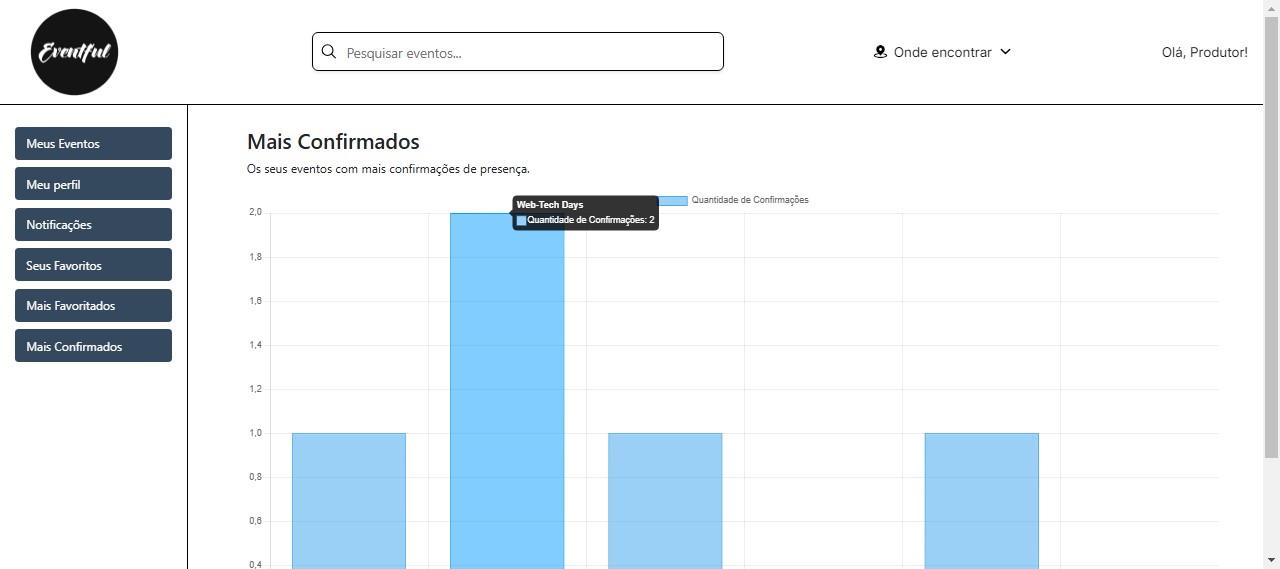 Eventful
Pesquisar eventos...
Onde encontrar
Olá, Produtor!
Meus Eventos
Meu perfil
Notificações
Seus Favoritos
Mais Favoritados
Mais Confirmados
Mais Confirmados
Os seus eventos com mais confirmações de presença.
Quantidade de Confirmações
Web-Tech Days
Quantidade de Confirmações: 2
2,0
1,8
1,6
1,4
1,2
1,0
0,8
0,6
0,4